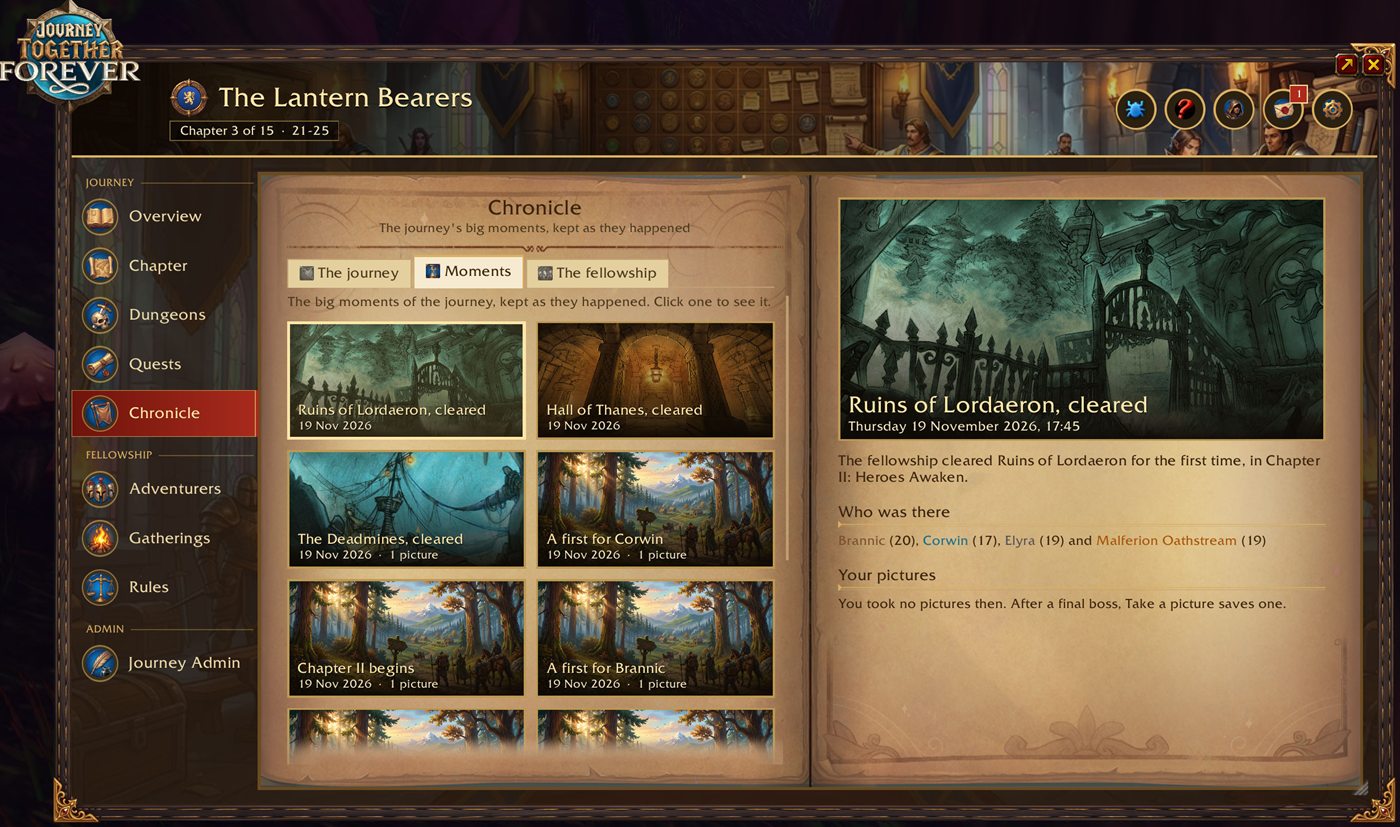 JOURNEY
TOGETHER
FOREVER
The Lantern Bearers
Chapter 3 of 15 · 21-25
1
JOURNEY
Overview
Chapter
Dungeons
Quests
Chronicle
FELLOWSHIP
Adventurers
Gatherings
Rules
ADMIN
Journey Admin
Chronicle
The journey's big moments, kept as they happened
The journey
Moments
The fellowship
The big moments of the journey, kept as they happened. Click one to see it.
Ruins of Lordaeron, cleared
19 Nov 2026
Hall of Thanes, cleared
19 Nov 2026
The Deadmines, cleared
19 Nov 2026 · 1 picture
A first for Corwin
19 Nov 2026 · 1 picture
Chapter II begins
19 Nov 2026 · 1 picture
A first for Brannic
19 Nov 2026 · 1 picture
Ruins of Lordaeron, cleared
Thursday 19 November 2026, 17:45
The fellowship cleared Ruins of Lordaeron for the first time, in Chapter
II: Heroes Awaken.
Who was there
Brannic (20), Corwin (17), Elyra (19) and Malferion Oathstream (19)
Your pictures
You took no pictures then. After a final boss, Take a picture saves one.